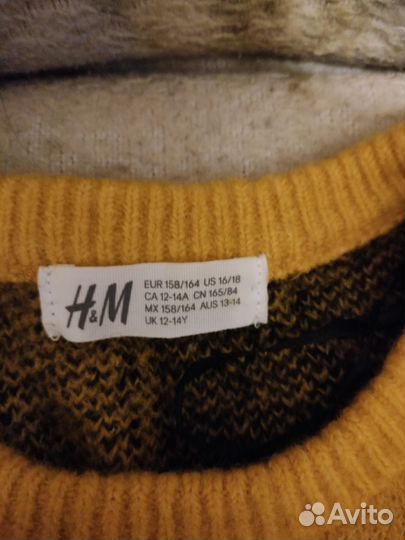 H&M
EUR 158/164 US 16/18
CA 12-14A CN 165/84
MX 158/164 AUS 13-14
UK 12-14Y
Avito